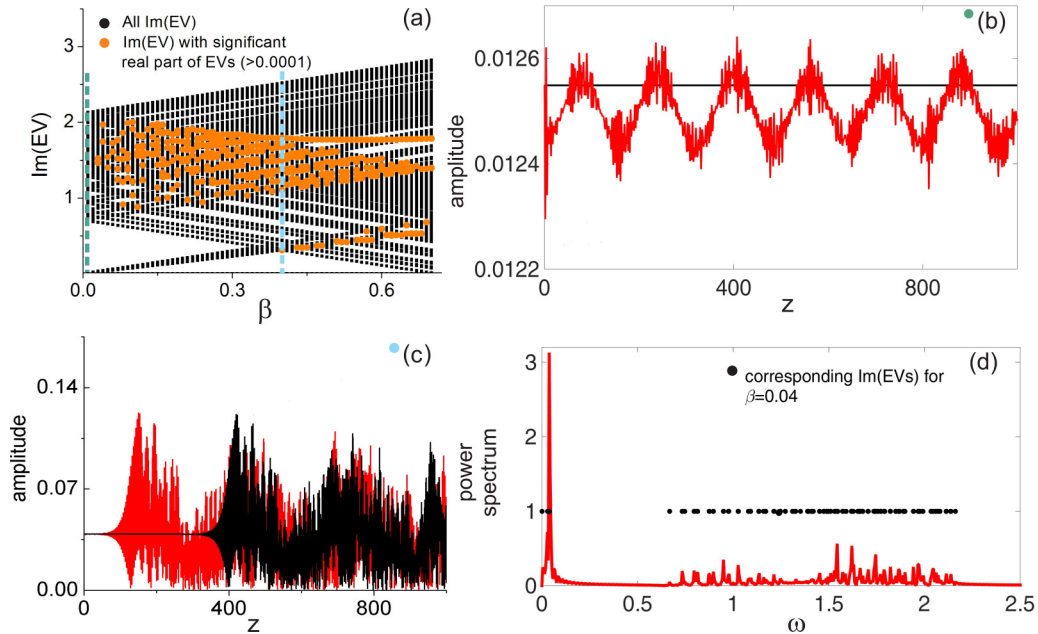 (a)
All Im(EV)
Im(EV) with significant
real part of EVs (>0.0001)
3
2
1
Im(EV)
0.0
0.3
0.6
β
(b)
0.0126
0.0124
0.0122
amplitude
0
400
800
z
(c)
0.14
0.07
0.00
amplitude
0
400
800
z
(d)
corresponding Im(EVs) for
β=0.04
3
2
1
0
power
spectrum
0
0.5
1
1.5
2
2.5
ω